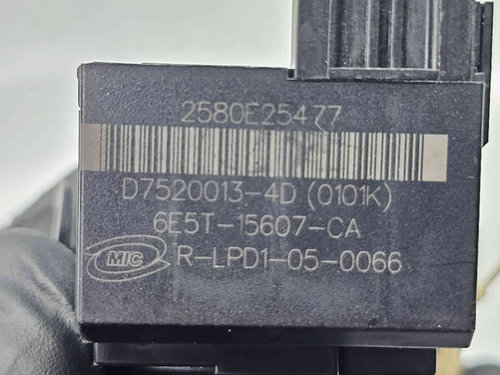 2580E25477
D7520013-4D (0101K)
6E5T-15607-CA
MIC R-LPD1-05-0066